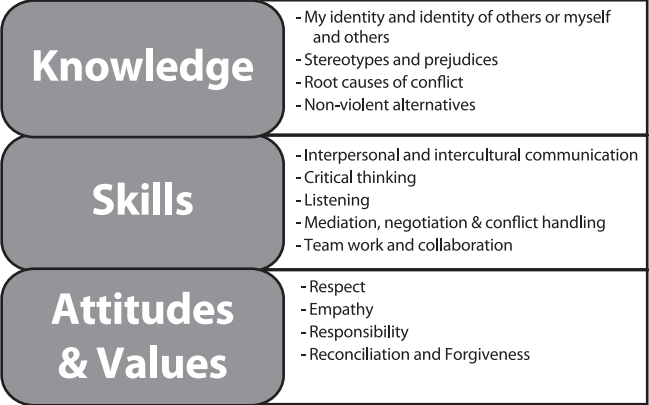 Knowledge
- My identity and identity of others or myself
and others
- Stereotypes and prejudices
- Root causes of conflict
- Non-violent alternatives
Skills
- Interpersonal and intercultural communication
- Critical thinking
- Listening
- Mediation, negotiation & conflict handling
- Team work and collaboration
Attitudes
& Values
- Respect
- Empathy
- Responsibility
- Reconciliation and Forgiveness